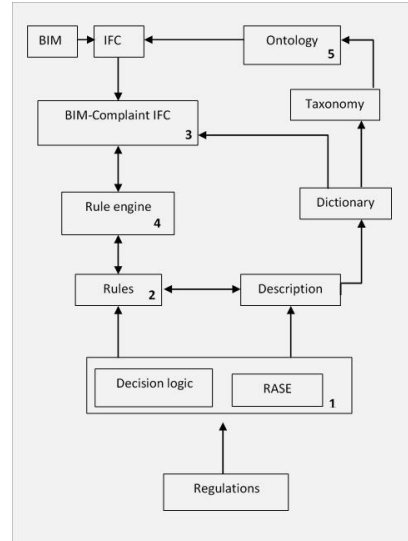 BIM
IFC
Ontology
5
Taxonomy
BIM-Complaint IFC
3
Dictionary
Rule engine
4
Rules
2
Description
Decision logic
RASE
1
Regulations